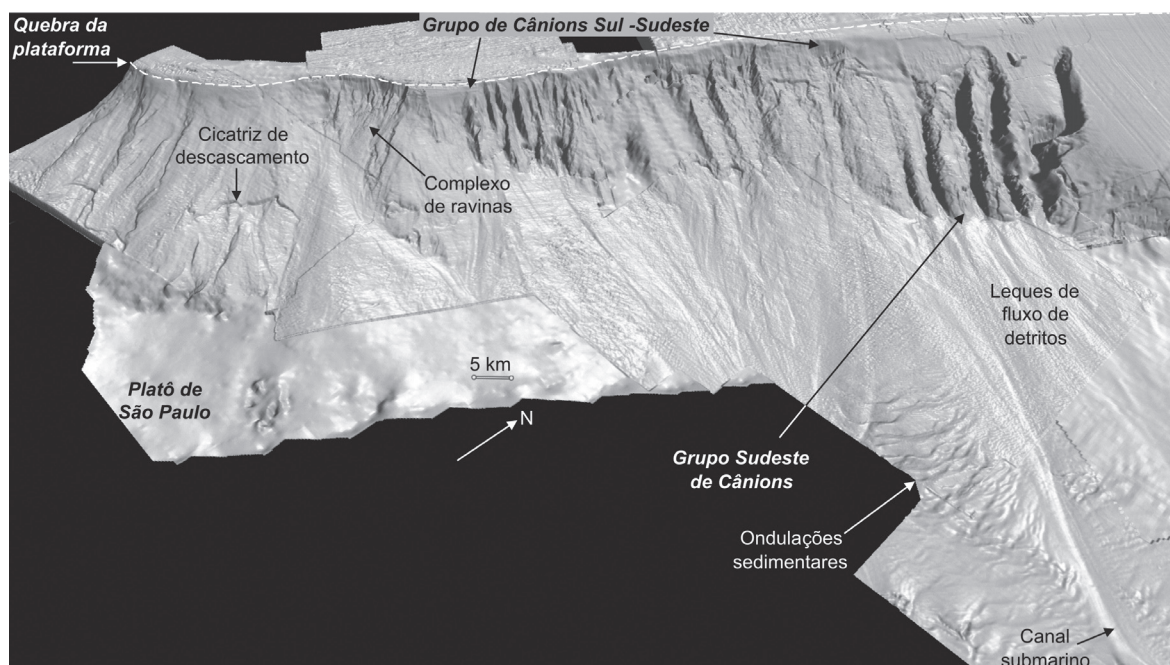 Quebra da
plataforma
Grupo de Cânions Sul -Sudeste
Cicatriz de
descascamento
Complexo
de ravinas
Leques de
fluxo de
detritos
5 km
Platô de
São Paulo
N
Grupo Sudeste
de Cânions
Ondulações
sedimentares
Canal
submarino